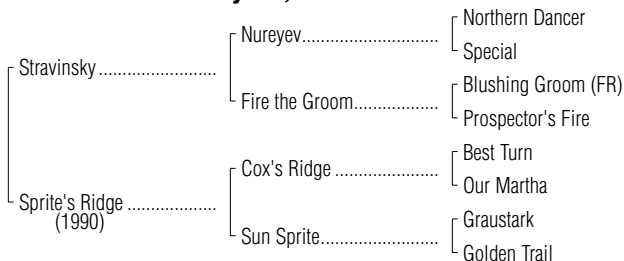 Northern Dancer
Nureyev
Special
Stravinsky
Blushing Groom (FR)
Fire the Groom
Prospector's Fire
Best Turn
Cox's Ridge
Our Martha
Sprite's Ridge
(1990)
Graustark
Sun Sprite
Golden Trail